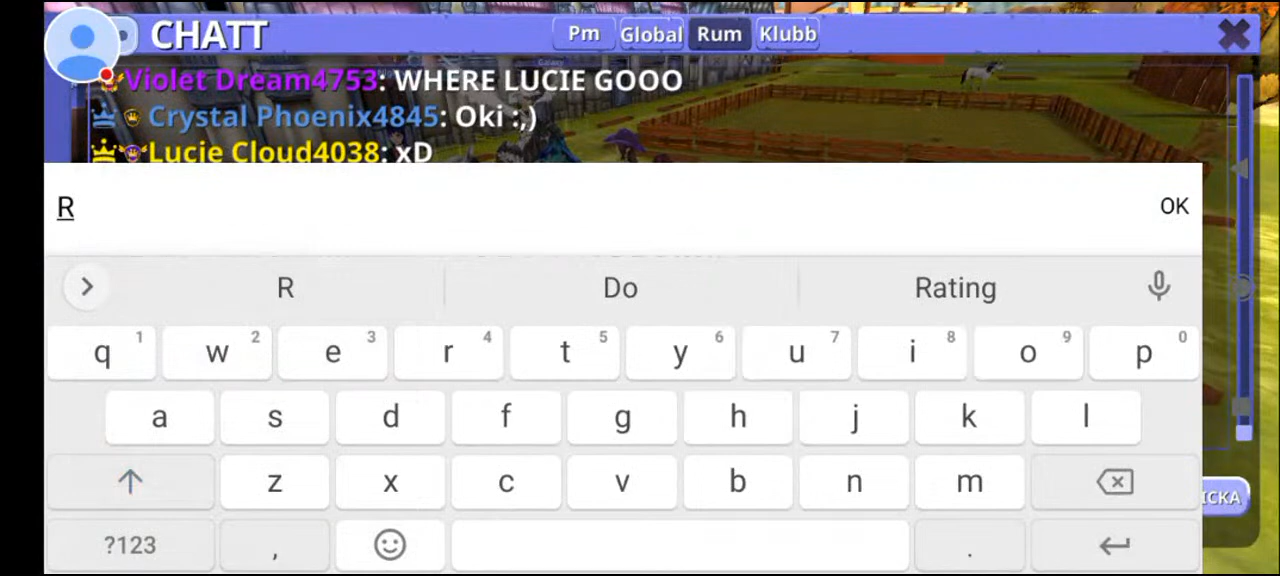 CHATT Pm Global Rum Klubb
Violet Dream4753: WHERE LUCIE GOOO
Crystal Phoenix4845: Oki :,)
Lucie Cloud4038: xD
R OK
R Do Rating
q 1 w 2 e 3 r 4 t 5 y 6 u 7 i 8 o 9 p 0
a s d f g h j k l
z x c v b n m
ICKA
?123 , .